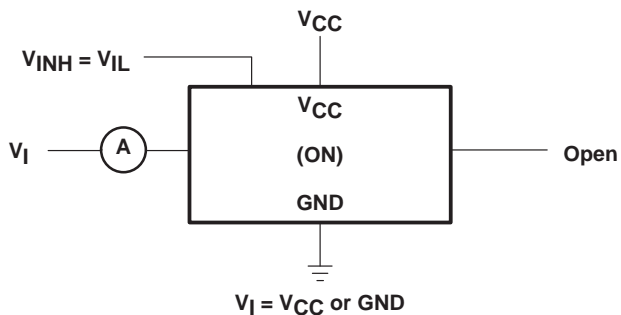 VCC
VINH = VIL
VCC
VI
A
(ON)
Open
GND
VI = VCC or GND